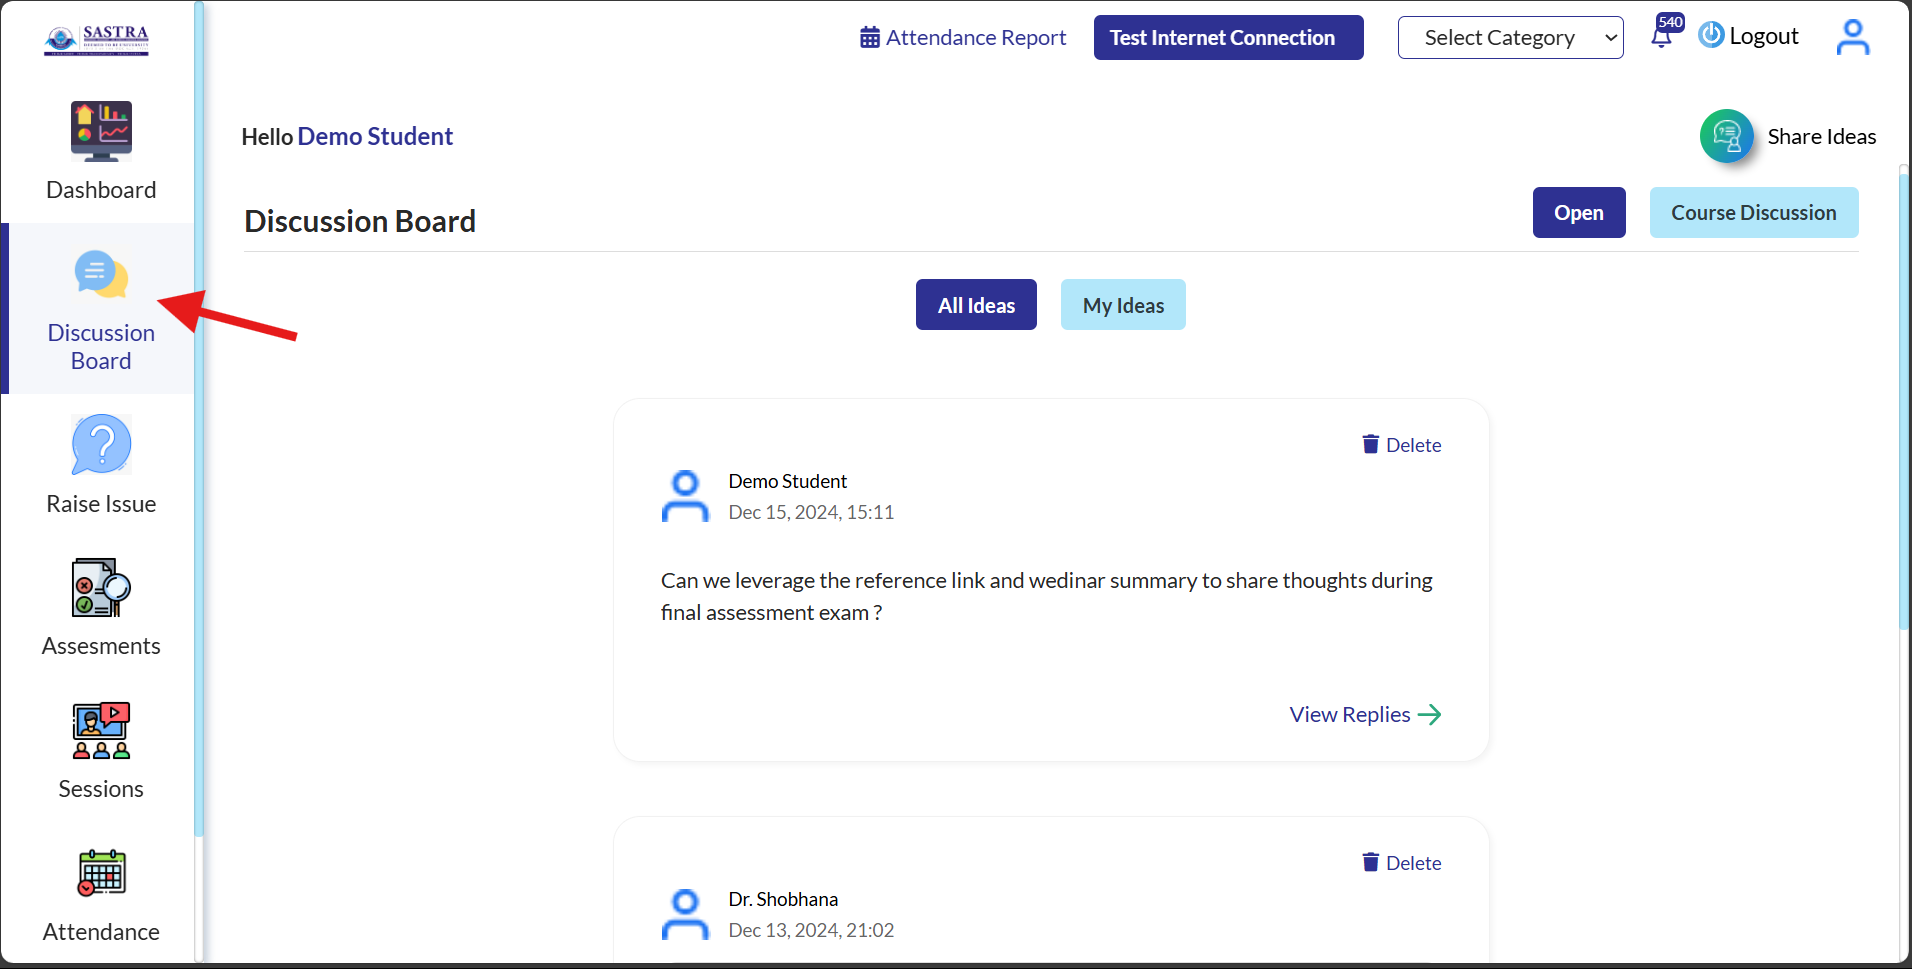 SASTRA
Attendance Report
Test Internet Connection
Select Category
540
Logout
Hello Demo Student
Share Ideas
Discussion Board
Open
Course Discussion
All Ideas
My Ideas
Dashboard
Discussion
Board
Raise Issue
Assesments
Sessions
Attendance
Delete
Demo Student
Dec 15, 2024, 15:11
Can we leverage the reference link and wedinar summary to share thoughts during
final assessment exam ?
View Replies
Delete
Dr. Shobhana
Dec 13, 2024, 21:02